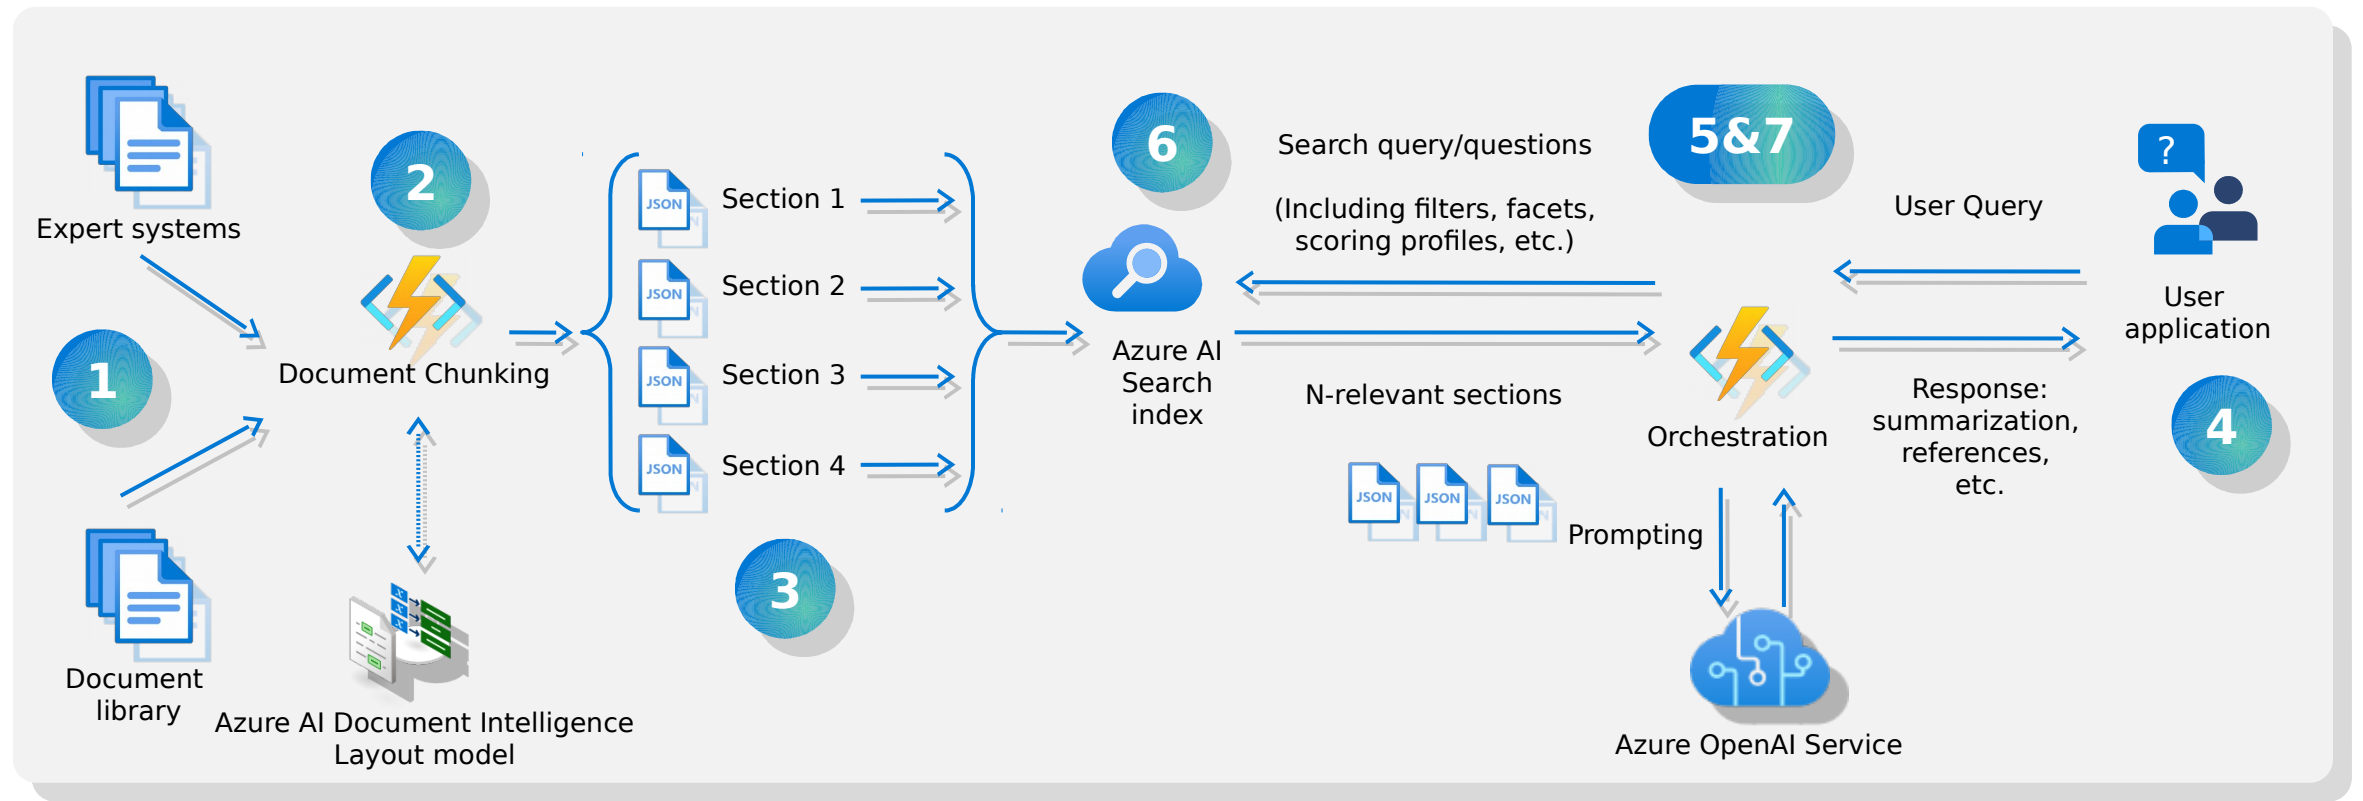 Expert systems
1
Document
library
2
Document Chunking
Azure AI Document Intelligence
Layout model
JSON
Section 1
JSON
Section 2
JSON
Section 3
JSON
Section 4
3
6
Azure AI
Search
index
Search query/questions
(Including filters, facets,
scoring profiles, etc.)
N-relevant sections
JSON
JSON
JSON
Prompting
5&7
Orchestration
Azure OpenAI Service
User Query
?
User
application
Response:
summarization,
references,
etc.
4